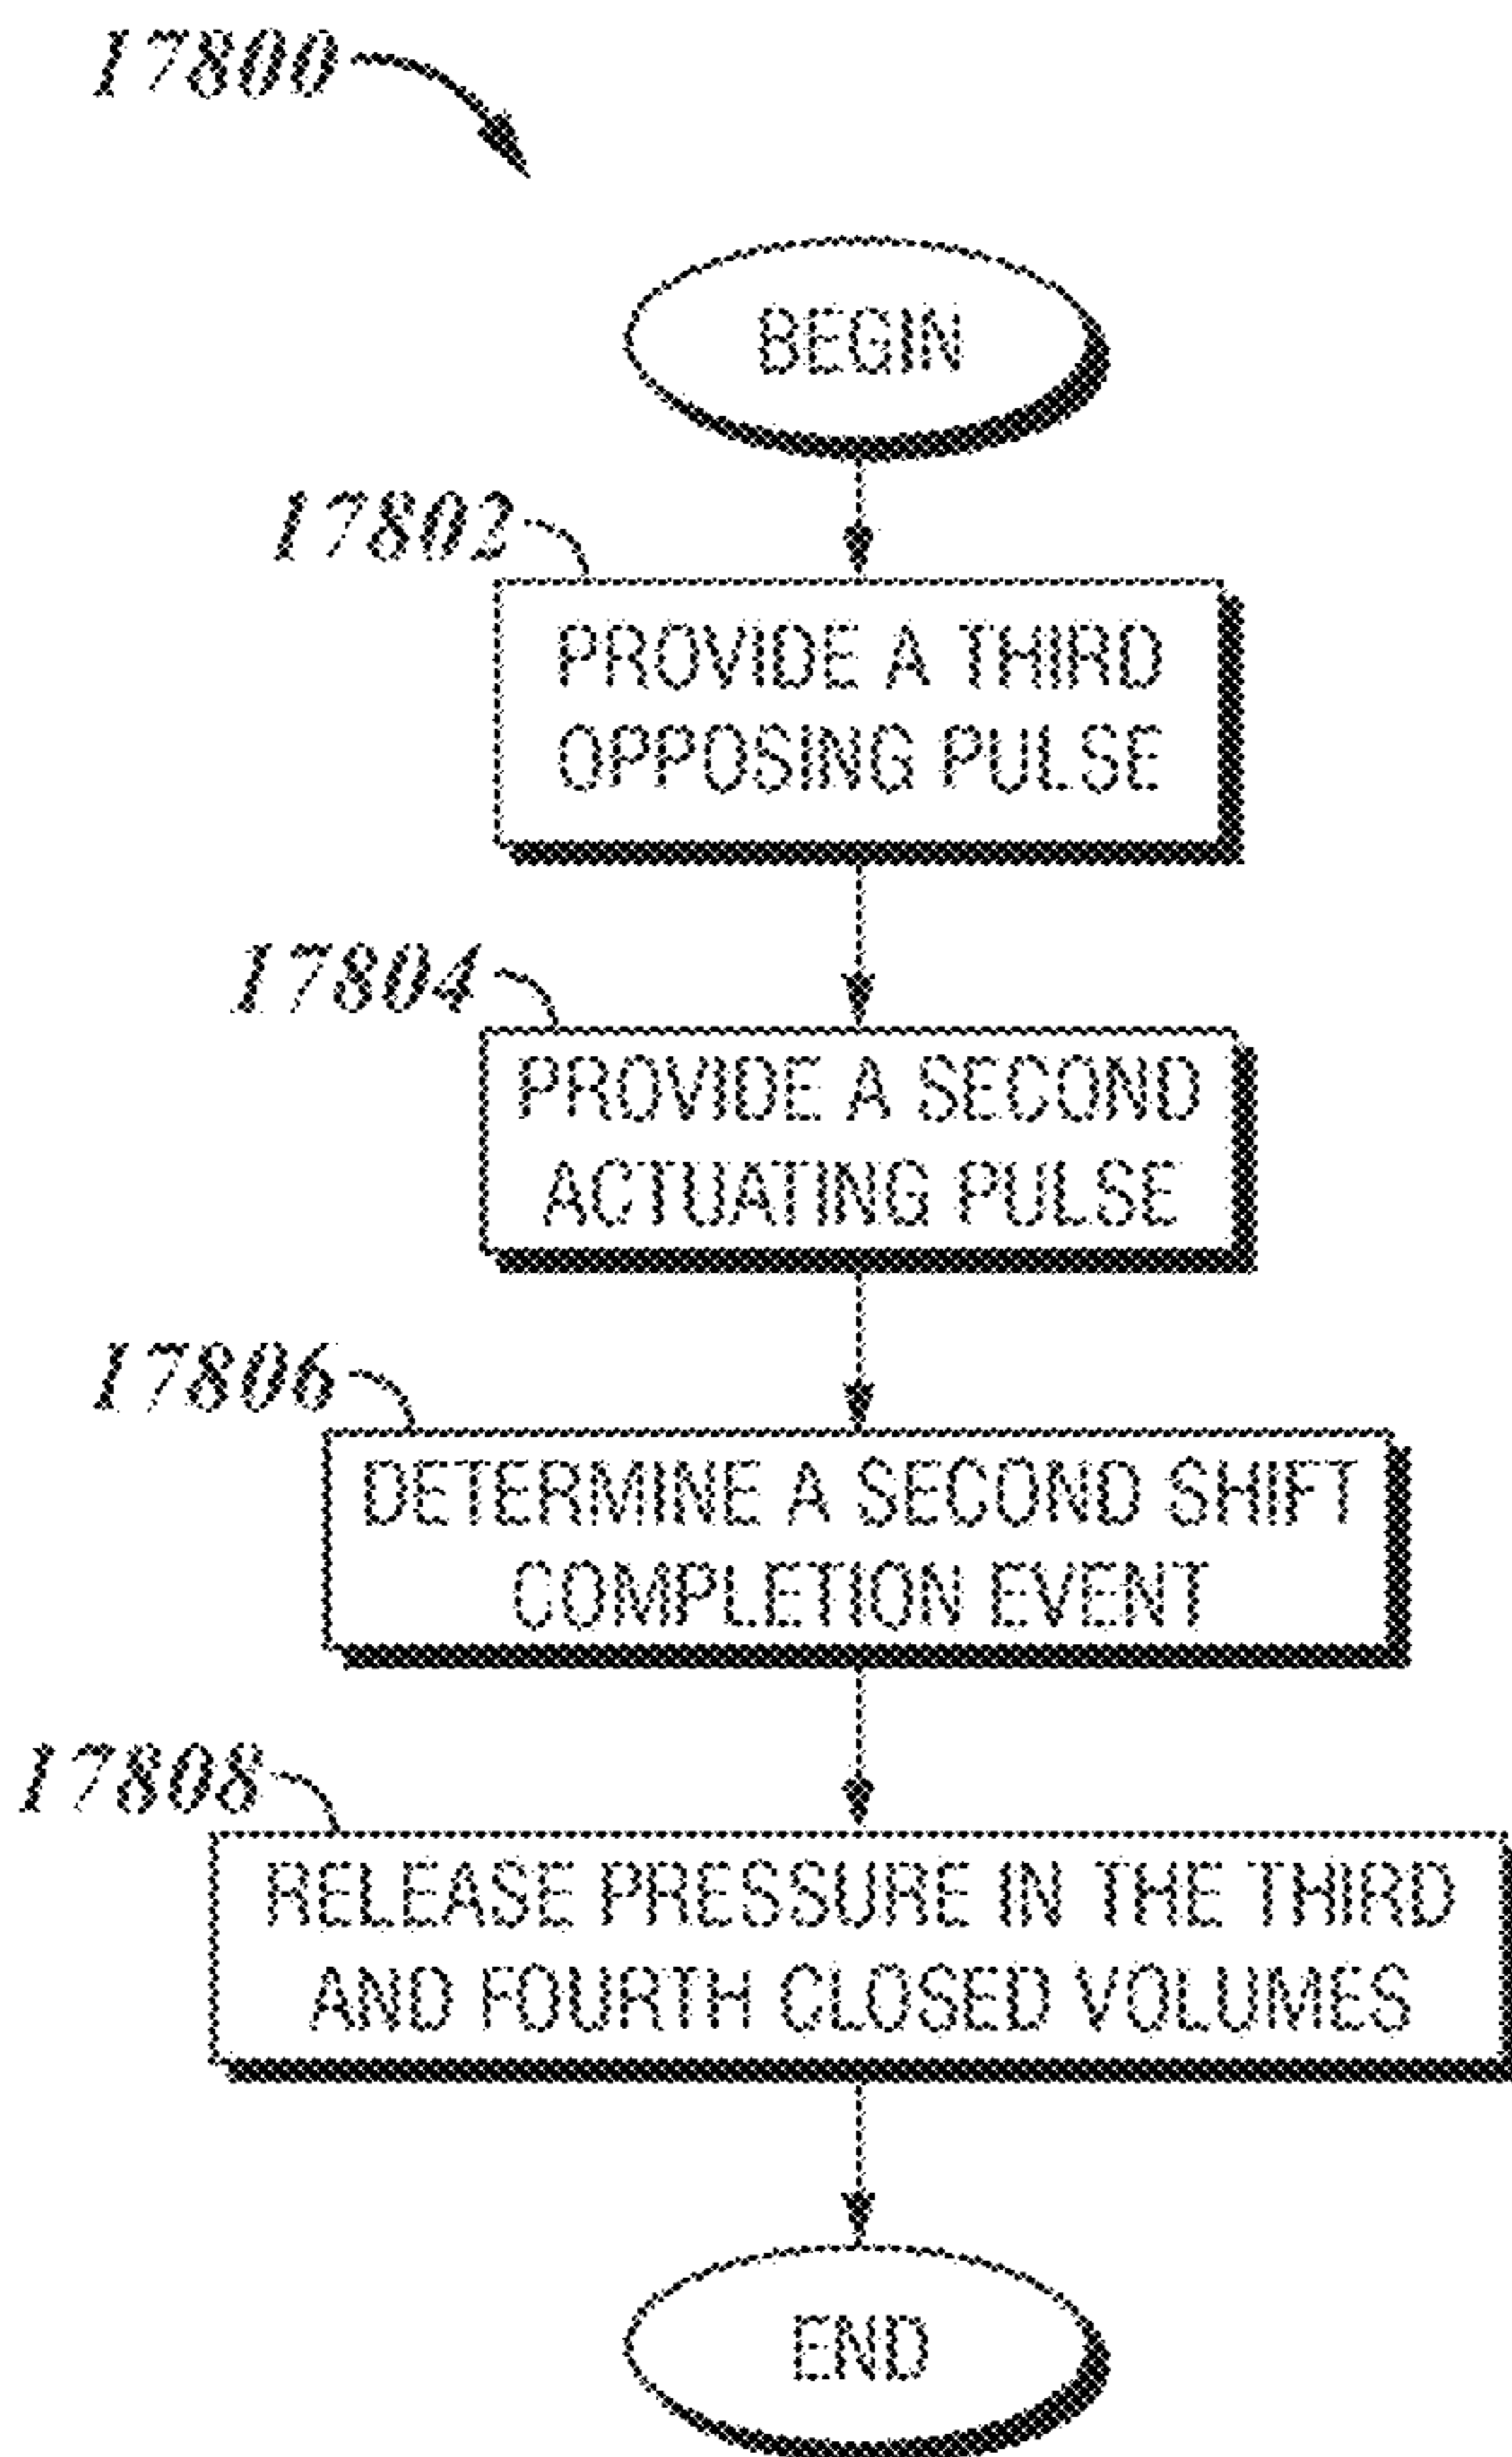 17800
BEGIN
17802
PROVIDE A THIRD
OPPOSING PULSE
17804
PROVIDE A SECOND
ACTUATING PULSE
17806
DETERMINE A SECOND SHIFT
COMPLETION EVENT
17808
RELEASE PRESSURE IN THE THIRD
AND FOURTH CLOSED VOLUMES
END